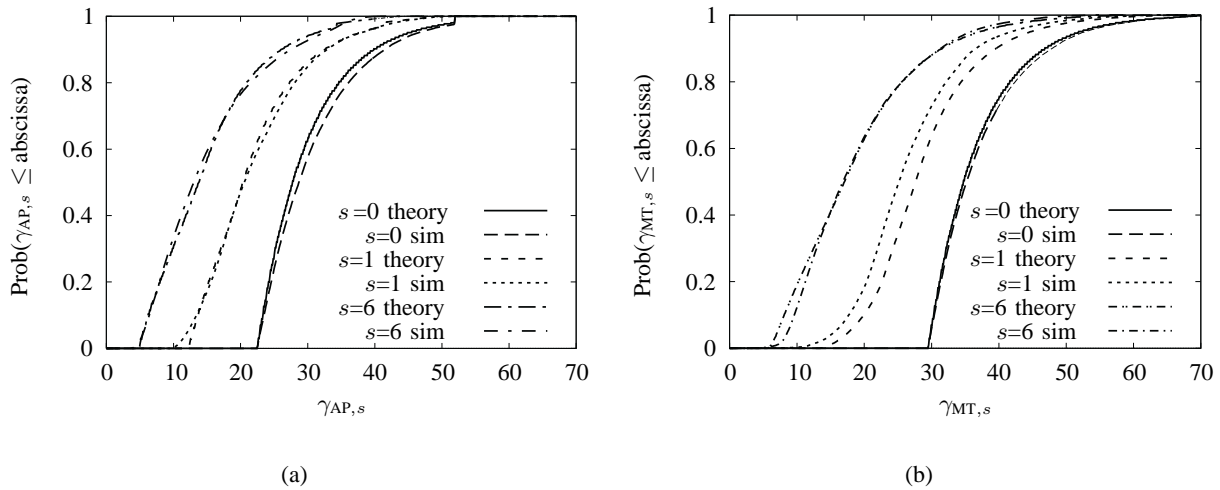 Prob(γAP,s ≤ abscissa)
1
0.8
0.6
0.4
0.2
0
s=0 theory
s=0 sim
s=1 theory
s=1 sim
s=6 theory
s=6 sim
0 10 20 30 40 50 60 70
γAP,s
(a)
Prob(γMT,s ≤ abscissa)
1
0.8
0.6
0.4
0.2
0
s=0 theory
s=0 sim
s=1 theory
s=1 sim
s=6 theory
s=6 sim
0 10 20 30 40 50 60 70
γMT,s
(b)